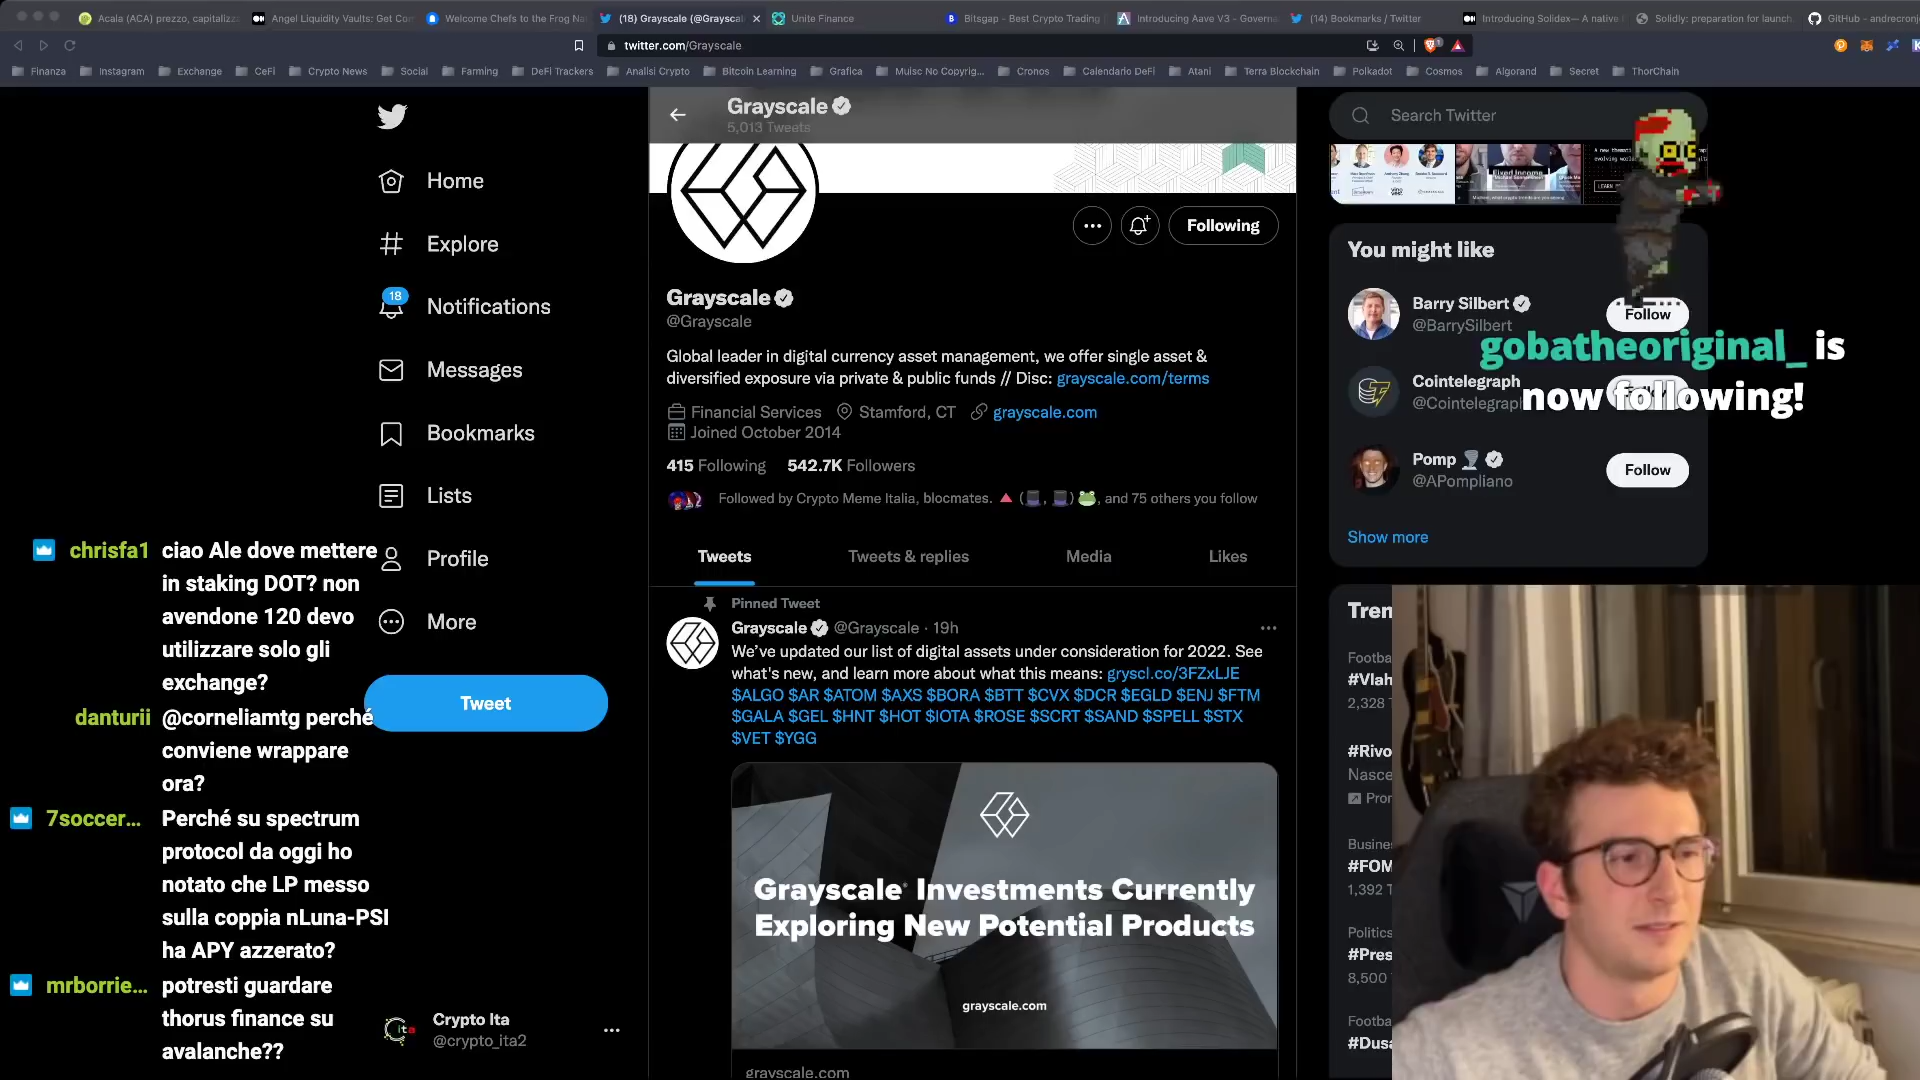 Acala (ACA) prezzo, capitalizz
Angel Liquidity Vaults: Get Con
Welcome Chefs to the Frog Na
(18) Grayscale (@Grayscal
Unite Finance
Bitsgap - Best Crypto Trading
Introducing Aave V3 - Governa
(14) Bookmarks / Twitter
Introducing Solidex— A native
Solidly: preparation for launch
GitHub - andrecronj
twitter.com/Grayscale
Finanza
Instagram
Exchange
CeFi
Crypto News
Social
Farming
DeFi Trackers
Analisi Crypto
Bitcoin Learning
Grafica
Muisc No Copyrig...
Cronos
Calendario DeFi
Atani
Terra Blockchain
Polkadot
Cosmos
Algorand
Secret
ThorChain
Home
Explore
18
Notifications
Messages
Bookmarks
Lists
Profile
More
Tweet
Crypto Ita
@crypto_ita2
chrisfa1 ciao Ale dove mettere
in staking DOT? non
avendone 120 devo
utilizzare solo gli
exchange?
danturii @corneliamtg perché
conviene wrappare
ora?
7soccer... Perché su spectrum
protocol da oggi ho
notato che LP messo
sulla coppia nLuna-PSI
ha APY azzerato?
mrborrie... potresti guardare
thorus finance su
avalanche??
Grayscale
5,013 Tweets
Following
Grayscale
@Grayscale
Global leader in digital currency asset management, we offer single asset &
diversified exposure via private & public funds // Disc: grayscale.com/terms
Financial Services Stamford, CT grayscale.com
Joined October 2014
415 Following 542.7K Followers
Followed by Crypto Meme Italia, blocmates. 🔺 (🎩, 🎩) 🐸, and 75 others you follow
Tweets
Tweets & replies
Media
Likes
Pinned Tweet
Grayscale @Grayscale · 19h
We've updated our list of digital assets under consideration for 2022. See
what's new, and learn more about what this means: gryscl.co/3FZxLJE
$ALGO $AR $ATOM $AXS $BORA $BTT $CVX $DCR $EGLD $ENJ $FTM
$GALA $GEL $HNT $HOT $IOTA $ROSE $SCRT $SAND $SPELL $STX
$VET $YGG
Grayscale® Investments Currently
Exploring New Potential Products
grayscale.com
grayscale.com
Search Twitter
Fixed Income
You might like
Barry Silbert
@BarrySilbert
Follow
gobatheoriginal_ is
now following!
Cointelegraph
@Cointelegraph
Pomp
@APompliano
Follow
Show more
Tren
Footba
#Vlah
2,328 T
#Rivo
Nasce
Pror
Busine
#FOM
1,392 T
Politics
#Pres
8,500 T
Footba
#Dusa